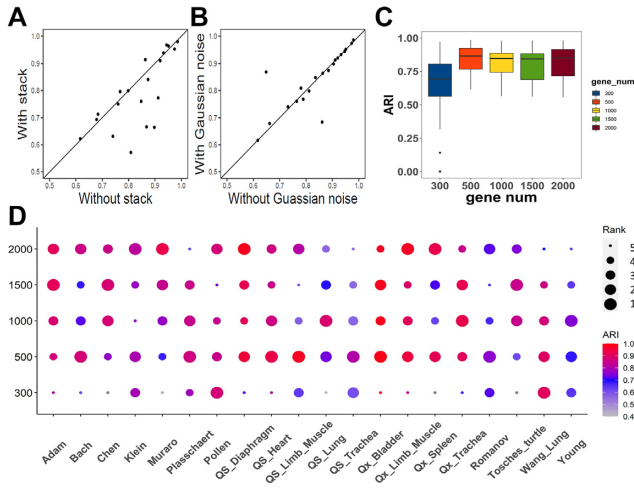 A
B
C
With stack
1.0
0.9
0.8
0.7
0.6
0.5
0.5 0.6 0.7 0.8 0.9 1.0
Without stack
With Gaussian noise
1.0
0.9
0.8
0.7
0.6
0.5
0.5 0.6 0.7 0.8 0.9 1.0
Without Guassian noise
ARI
1.00
0.75
0.50
0.25
0.00
300 500 1000 1500 2000
gene num
gene_num
300
500
1000
1500
2000
D
2000
1500
1000
500
300
Adam
Bach
Chen
Klein
Muraro
Plasschaert
Pollen
QS_Diaphragm
QS_Heart
QS_Limb_Muscle
QS_Lung
QS_Trachea
Qx_Bladder
Qx_Limb_Muscle
Qx_Spleen
Qx_Trachea
Romanov
Tosches_turtle
Wang_Lung
Young
Rank
5
4
3
2
1
ARI
1.0
0.9
0.8
0.7
0.6
0.5
0.4